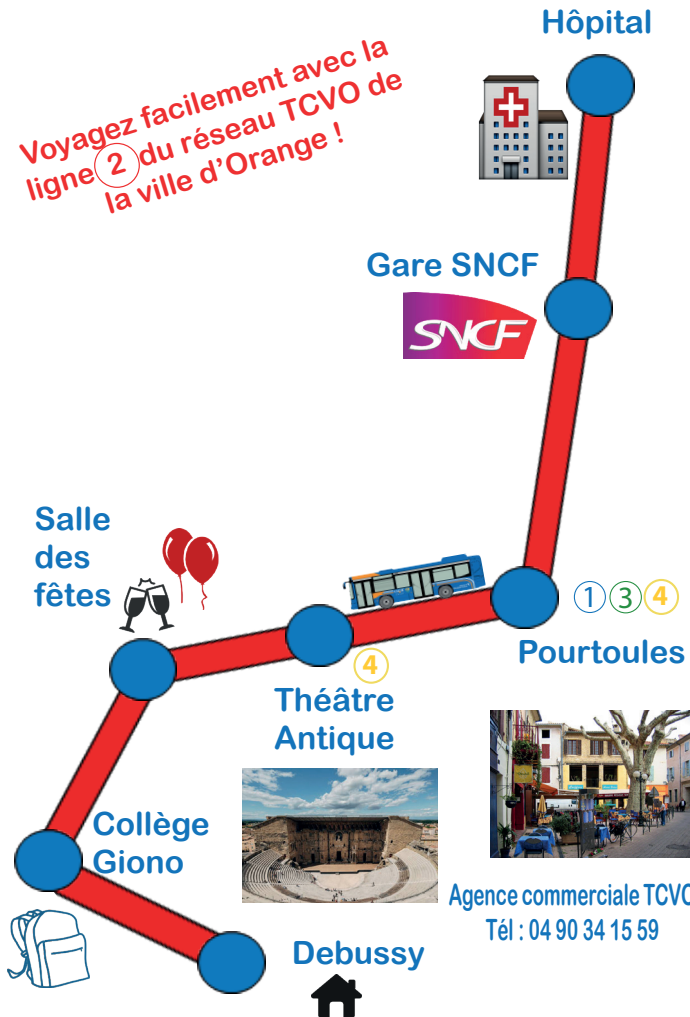 Hôpital
Voyagez facilement avec la
ligne 2 du réseau TCVO de
la ville d'Orange !
Gare SNCF
SNCF
Salle
des
fêtes
1 3 4
Pourtoules
4
Théâtre
Antique
Collège
Giono
Agence commerciale TCVO
Tél : 04 90 34 15 59
Debussy